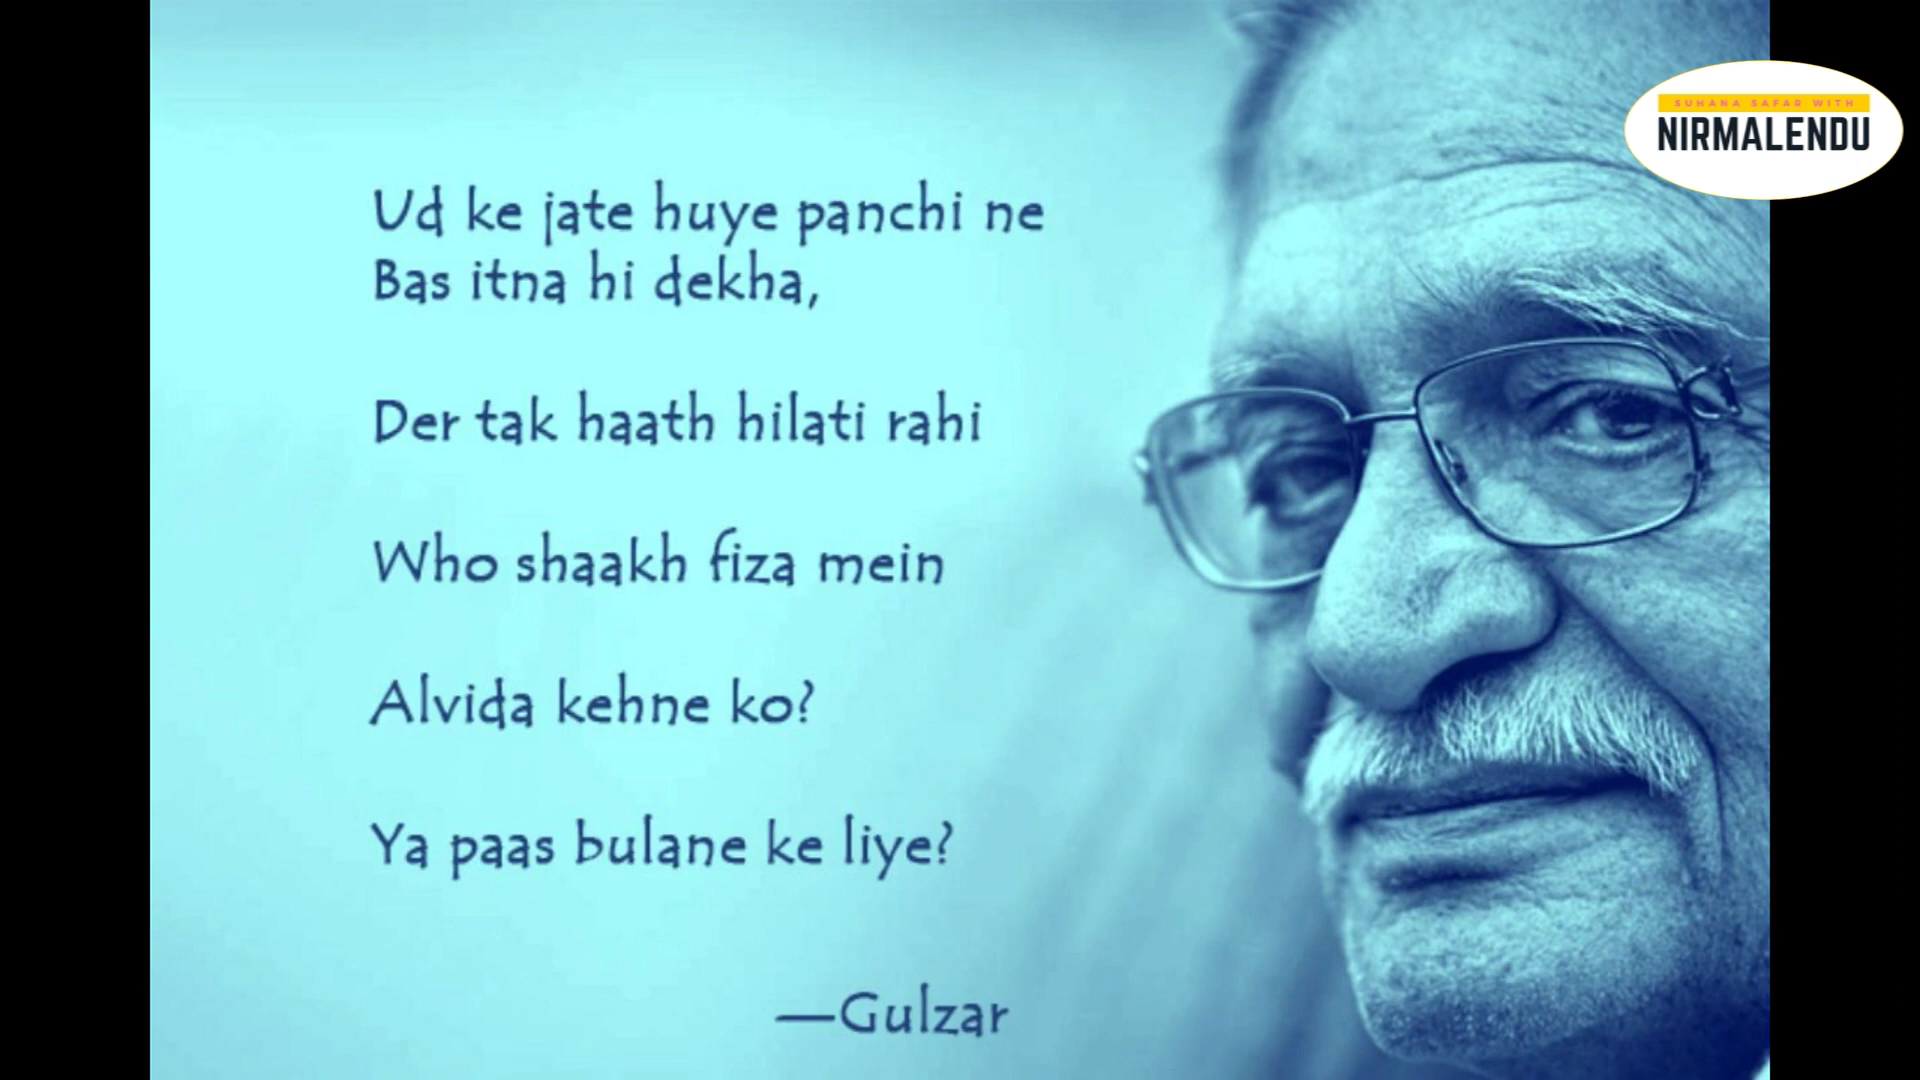 SUHANA SAFAR WITH
NIRMALENDU
Ud ke jate huye panchi ne
Bas itna hi dekha,
Der tak haath hilati rahi
Who shaakh fiza mein
Alvida kehne ko?
Ya paas bulane ke liye?
—Gulzar